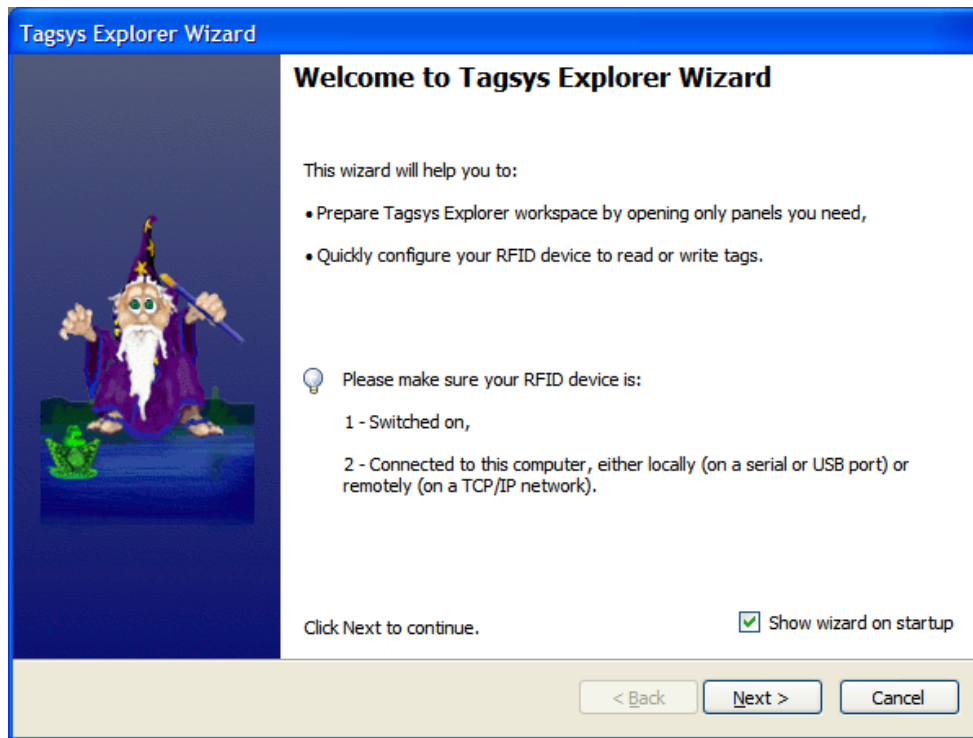 Tagsys Explorer Wizard
Welcome to Tagsys Explorer Wizard
This wizard will help you to:
• Prepare Tagsys Explorer workspace by opening only panels you need,
• Quickly configure your RFID device to read or write tags.
Please make sure your RFID device is:
1 - Switched on,
2 - Connected to this computer, either locally (on a serial or USB port) or
remotely (on a TCP/IP network).
Click Next to continue.
Show wizard on startup
< Back
Next >
Cancel